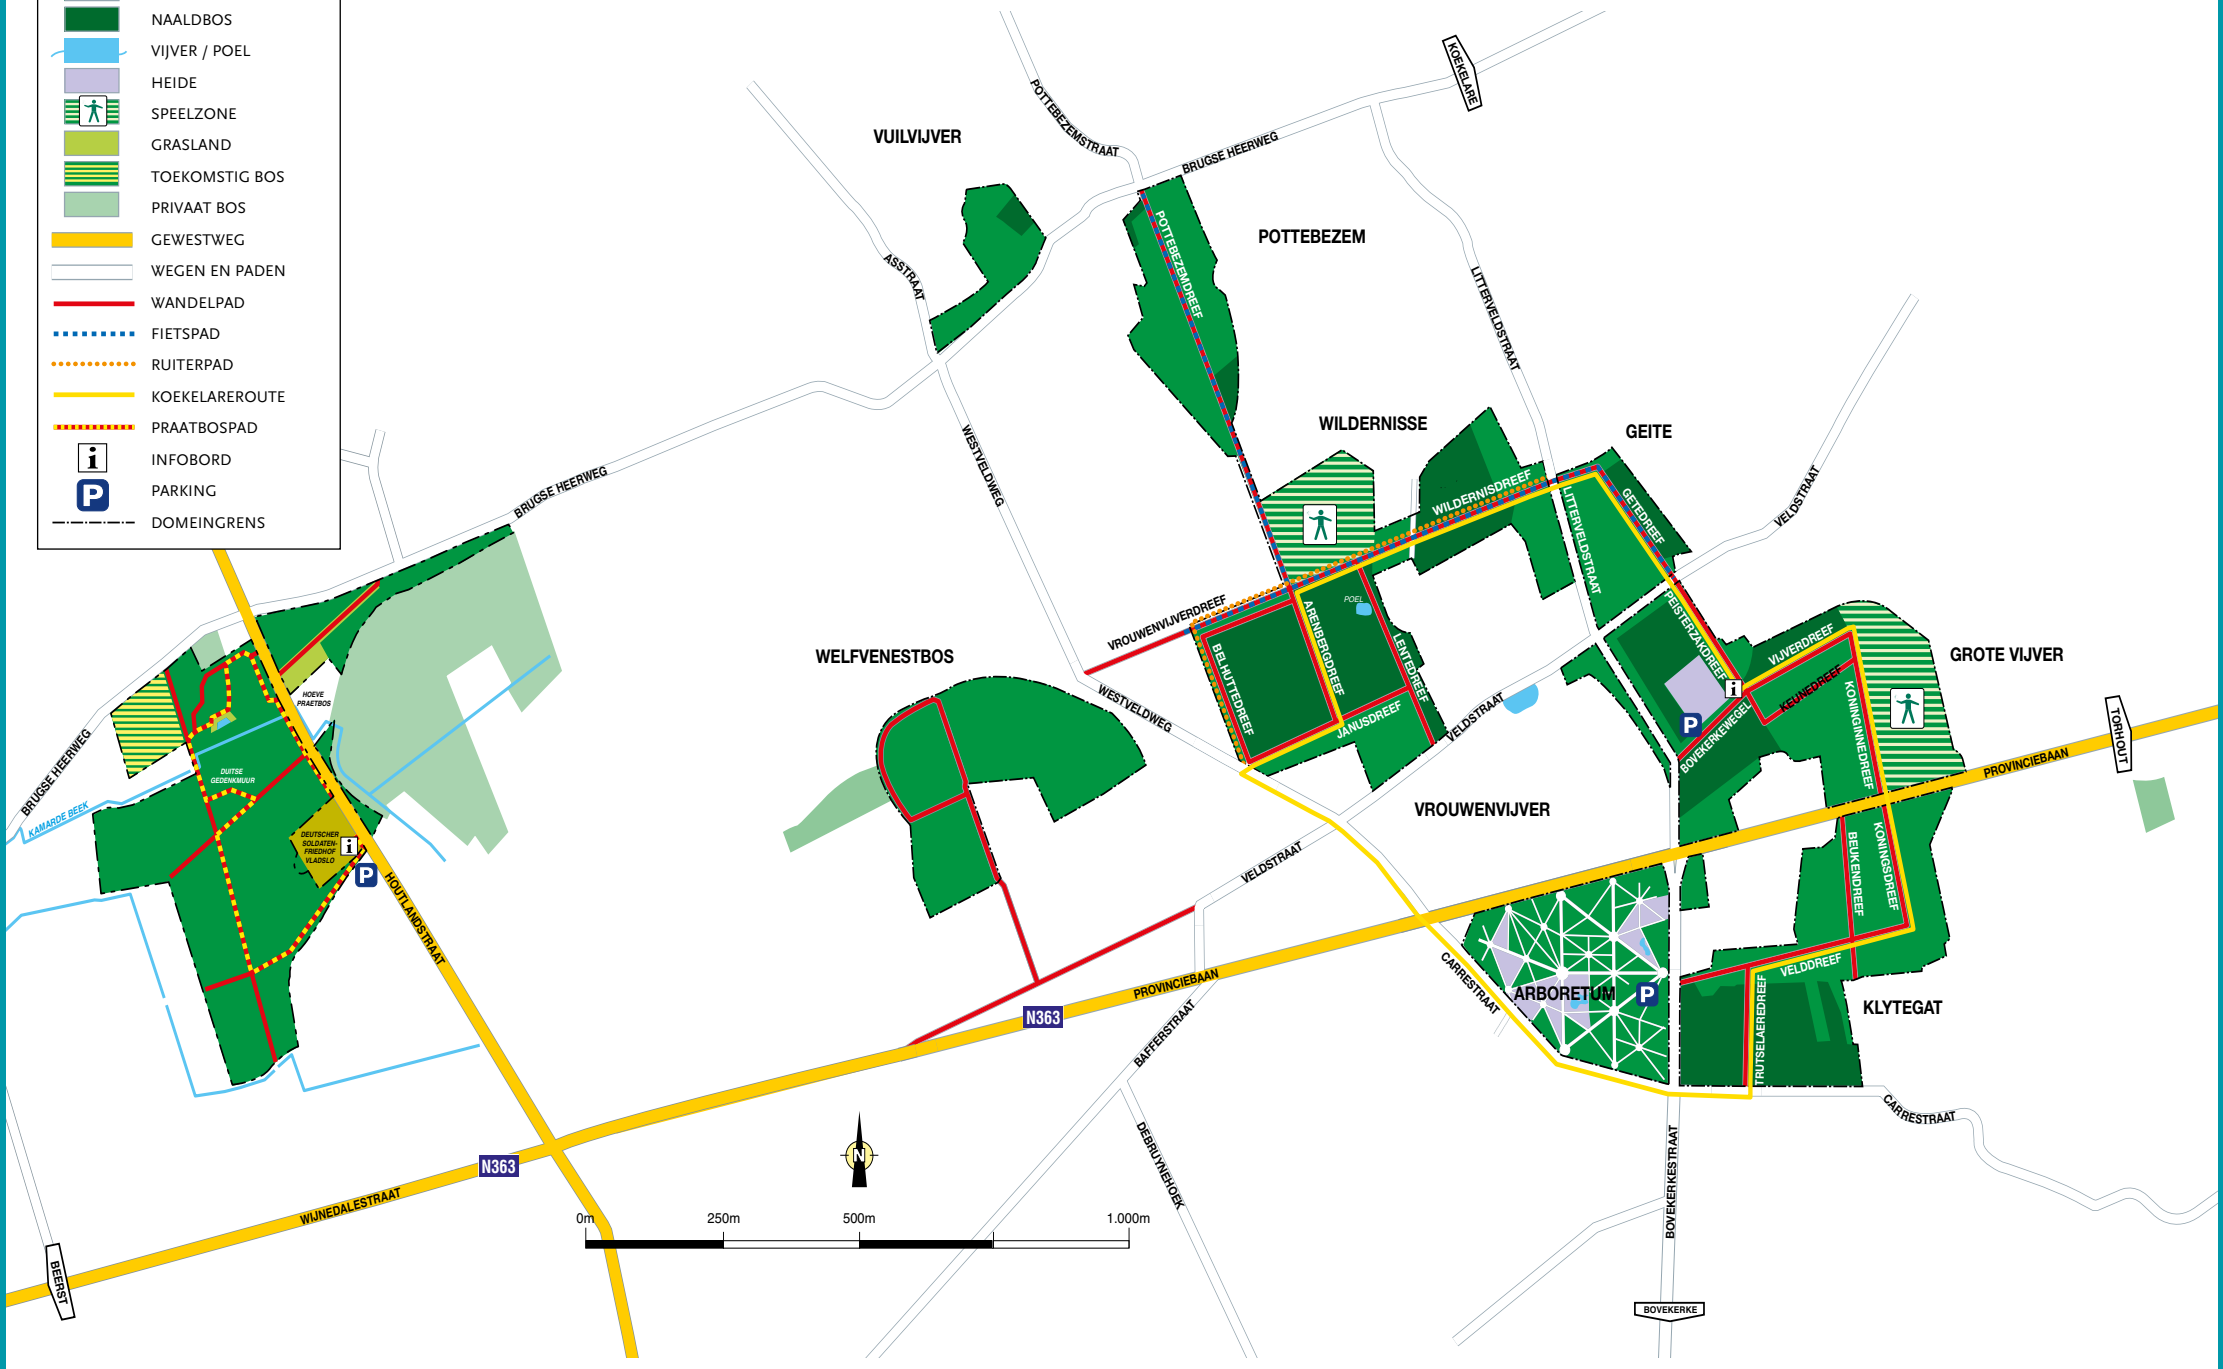 NAALDBOS
VIJVER / POEL
HEIDE
SPEELZONE
GRASLAND
TOEKOMSTIG BOS
PRIVAAT BOS
GEWESTWEG
WEGEN EN PADEN
WANDELPAD
FIETSPAD
RUITERPAD
KOEKELAREROUTE
PRAATBOSPAD
i
INFOBORD
P
PARKING
DOMEINGRENS
KOEKELARE
POTTEBEZEMSTRAAT
VUILVIJVER
BRUGSE HEERWEG
POTTEBEZEM
POTTEBEZEMDREEF
ASSTRAAT
LITTERVELDSTRAAT
WILDERNISSE
GEITE
WESTVELDWEG
BRUGSE HEERWEG
WILDERNISDREEF
GETEDREEF
LITTERVELDSTRAAT
VELDSTRAAT
VROUWENVIJVERDREEF
POEL
ARENBERGDREEF
LENTEDREEF
BELHUTTEDREEF
JANUSDREEF
PEISTERZAKDREEF
VIJVERDREEF
KEUNEDREEF
KONINGINNEDREEF
GROTE VIJVER
i
P
BOVEKERKEWEGEL
TORHOUT
PROVINCIEBAAN
WELFVENESTBOS
WESTVELDWEG
VELDSTRAAT
VROUWENVIJVER
HOEVE
PRAETBOS
DUITSE
GEDENKMUUR
BRUGSE HEERWEG
KAMARDE BEEK
DEUTSCHER
SOLDATEN-
FRIEDHOF
VLADSLO
i
P
HOUTLANDSTRAAT
VELDSTRAAT
BEUKENDREEF
KONINGSDREEF
VELDDREEF
KLYTEGAT
TRUTSELAEREDREEF
ARBORETUM
P
CARRESTRAAT
PROVINCIEBAAN
N363
BAFFERSTRAAT
CARRESTRAAT
DEBRUYNEHOEK
BOVEKERKESTRAAT
N
N363
WIJNEDALESTRAAT
0m
250m
500m
1.000m
BEERST
BOVEKERKE